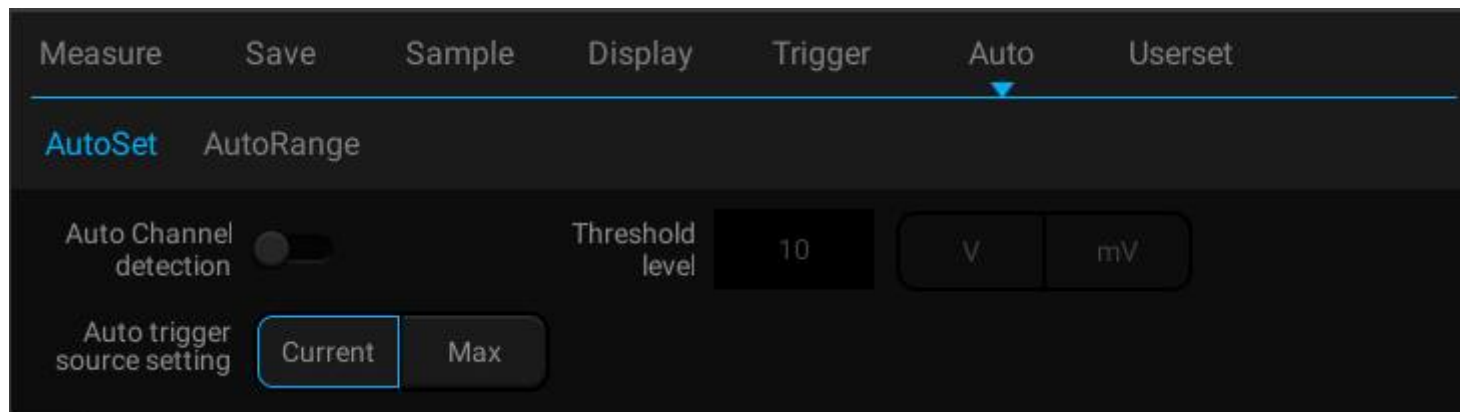 Measure Save Sample Display Trigger Auto Userset
AutoSet AutoRange
Auto Channel
detection
Threshold
level
10
V mV
Auto trigger
source setting
Current Max